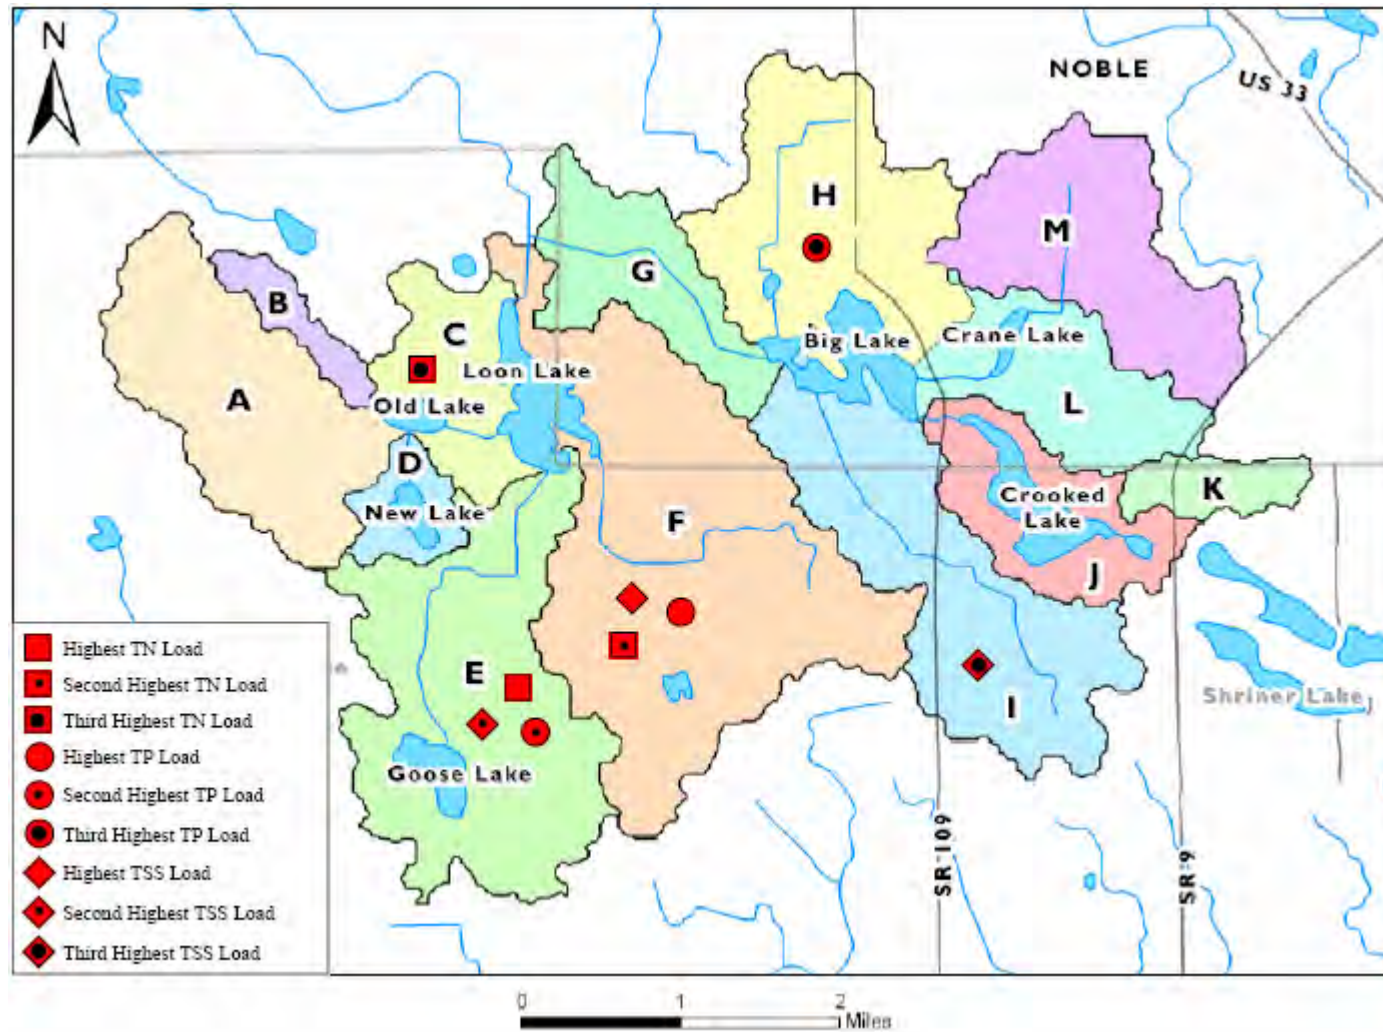 N
NOBLE
US 33
H
M
G
B
C
Big Lake
Crane Lake
Loon Lake
A
Old Lake
L
D
K
New Lake
Crooked
Lake
F
J
E
I
Shriner Lake
Goose Lake
SR 109
SR 9
Highest TN Load
Second Highest TN Load
Third Highest TN Load
Highest TP Load
Second Highest TP Load
Third Highest TP Load
Highest TSS Load
Second Highest TSS Load
Third Highest TSS Load
0 1 2
Miles